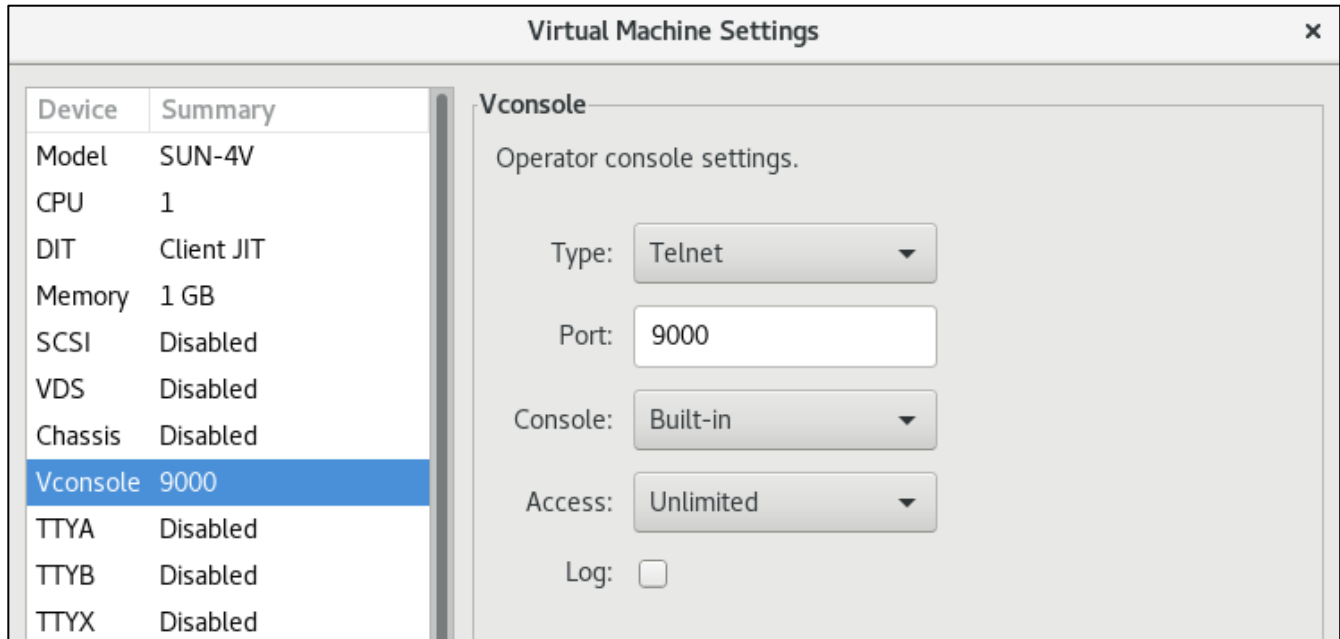 Virtual Machine Settings ×
Device Summary
Model SUN-4V
CPU 1
DIT Client JIT
Memory 1 GB
SCSI Disabled
VDS Disabled
Chassis Disabled
Vconsole 9000
TTYA Disabled
TTYB Disabled
TTYX Disabled
Vconsole
Operator console settings.
Type: Telnet
Port: 9000
Console: Built-in
Access: Unlimited
Log: